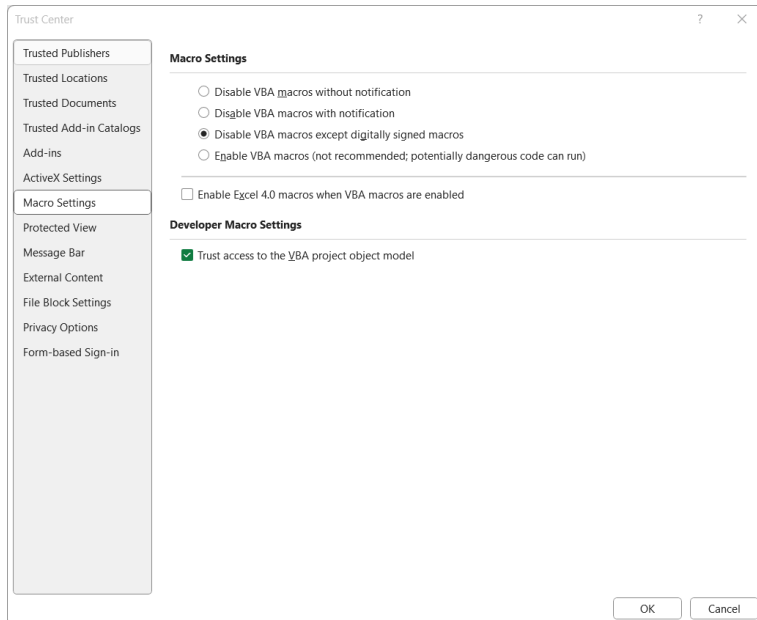 Trust Center
?
Trusted Publishers
Trusted Locations
Trusted Documents
Trusted Add-in Catalogs
Add-ins
ActiveX Settings
Macro Settings
Protected View
Message Bar
External Content
File Block Settings
Privacy Options
Form-based Sign-in
Macro Settings
Disable VBA macros without notification
Disable VBA macros with notification
Disable VBA macros except digitally signed macros
Enable VBA macros (not recommended; potentially dangerous code can run)
Enable Excel 4.0 macros when VBA macros are enabled
Developer Macro Settings
Trust access to the VBA project object model
OK
Cancel